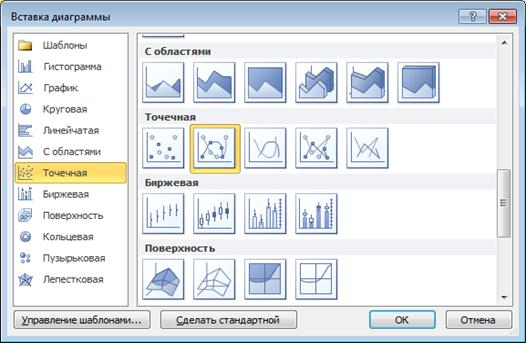 Вставка диаграммы
Шаблоны
Гистограмма
График
Круговая
Линейчатая
С областями
Точечная
Биржевая
Поверхность
Кольцевая
Пузырьковая
Лепестковая
С областями
Точечная
Биржевая
Поверхность
Управление шаблонами...
Сделать стандартной
ОК
Отмена